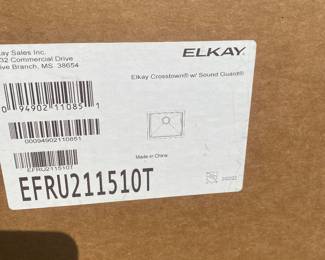 ay Sales Inc.
32 Commercial Drive
ive Branch, MS 38654
ELKAY®
Elkay Crosstown® w/ Sound Guard®
0 94902 11085 1
00094902110851
EFRU211510T
Made in China
EFRU211510T